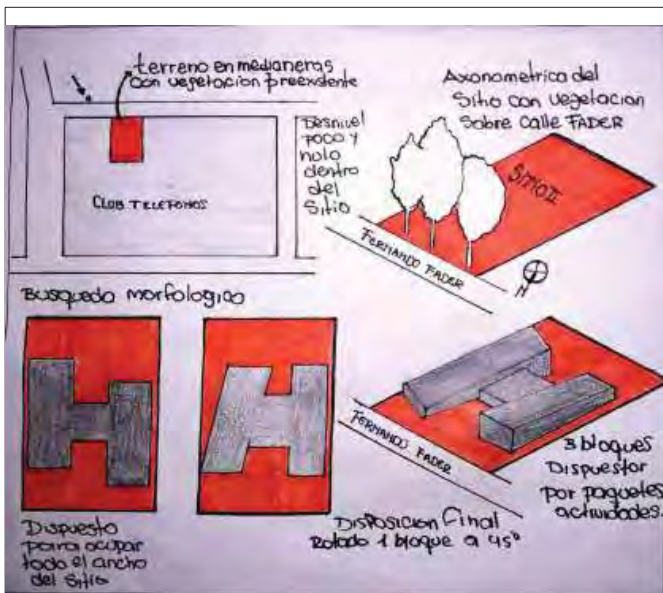 terreno en medianeras
con vegetacion preexistente
CLUB TELEFONOS
DESNIVEL
POCO Y
NULO
dentro
del
Sitio
Axonometrica del
Sitio con vegetacion
Sobre Calle FADER
SITIO II
FERNANDO FADER
N
Busqueda morfologica
Dispuesto
para ocupar
todo el ancho
del Sitio
DISPOSICION Final
Rotado 1 bloque a 45°
FERNANDO FADER
3 bloques
Dispuestos
por paquetes
actividades.